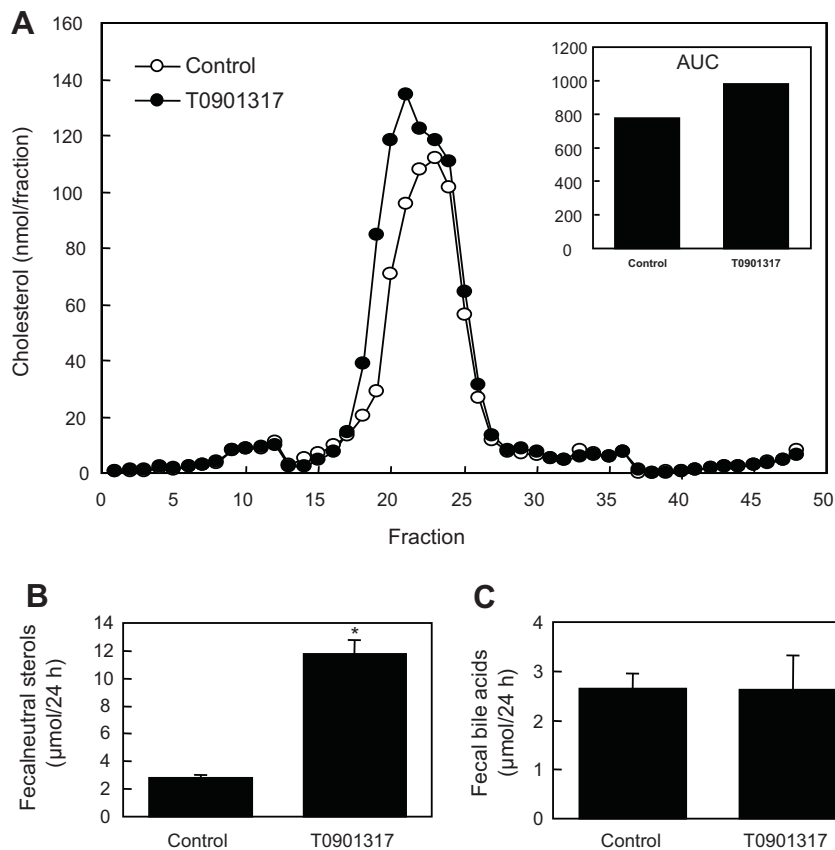 A
160
140
120
100
80
60
40
20
0
Cholesterol (nmol/fraction)
Control
T0901317
0 5 10 15 20 25 30 35 40 45 50
Fraction
AUC
1200
1000
800
600
400
200
0
Control T0901317
B
Fecalneutral sterols
(µmol/24 h)
14
12
10
8
6
4
2
0
*
Control T0901317
C
Fecal bile acids
(µmol/24 h)
4
3
2
1
0
Control T0901317